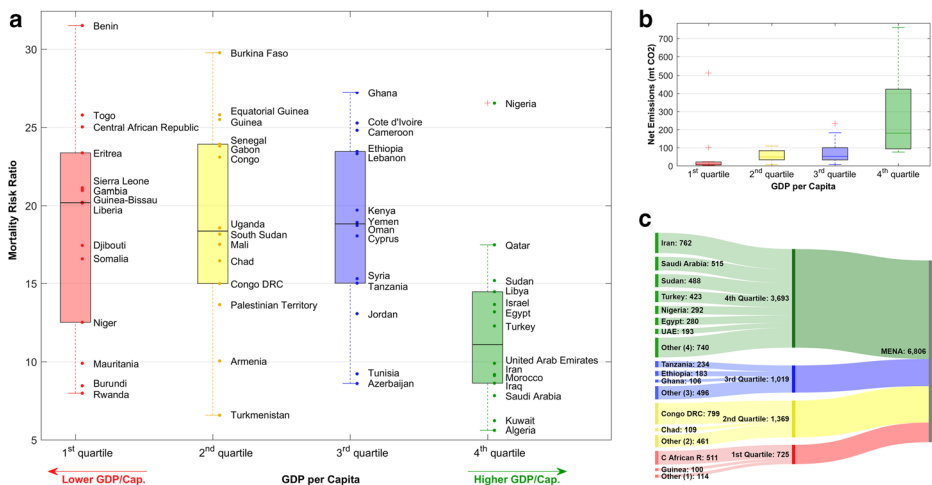 a
Mortality Risk Ratio
30
25
20
15
10
5
Benin
Togo
Central African Republic
Eritrea
Sierra Leone
Gambia
Guinea-Bissau
Liberia
Djibouti
Somalia
Niger
Mauritania
Burundi
Rwanda
Burkina Faso
Equatorial Guinea
Guinea
Senegal
Gabon
Congo
Uganda
South Sudan
Mali
Chad
Congo DRC
Palestinian Territory
Armenia
Turkmenistan
Ghana
Cote d'Ivoire
Cameroon
Ethiopia
Lebanon
Kenya
Yemen
Oman
Cyprus
Syria
Tanzania
Jordan
Tunisia
Azerbaijan
Nigeria
Qatar
Sudan
Libya
Israel
Egypt
Turkey
United Arab Emirates
Iran
Morocco
Iraq
Saudi Arabia
Kuwait
Algeria
1st quartile
2nd quartile
3rd quartile
4th quartile
Lower GDP/Cap.
GDP per Capita
Higher GDP/Cap.
b
Net Emissions (mt CO2)
700
600
500
400
300
200
100
0
1st quartile
2nd quartile
3rd quartile
4th quartile
GDP per Capita
c
Iran: 762
Saudi Arabia: 515
Sudan: 488
Turkey: 423
Nigeria: 292
Egypt: 280
UAE: 193
Other (4): 740
Tanzania: 234
Ethiopia: 183
Ghana: 106
Other (3): 496
Congo DRC: 799
Chad: 109
Other (2): 461
C African R: 511
Guinea: 100
Other (1): 114
4th Quartile: 3,693
3rd Quartile: 1,019
2nd Quartile: 1,369
1st Quartile: 725
MENA: 6,806